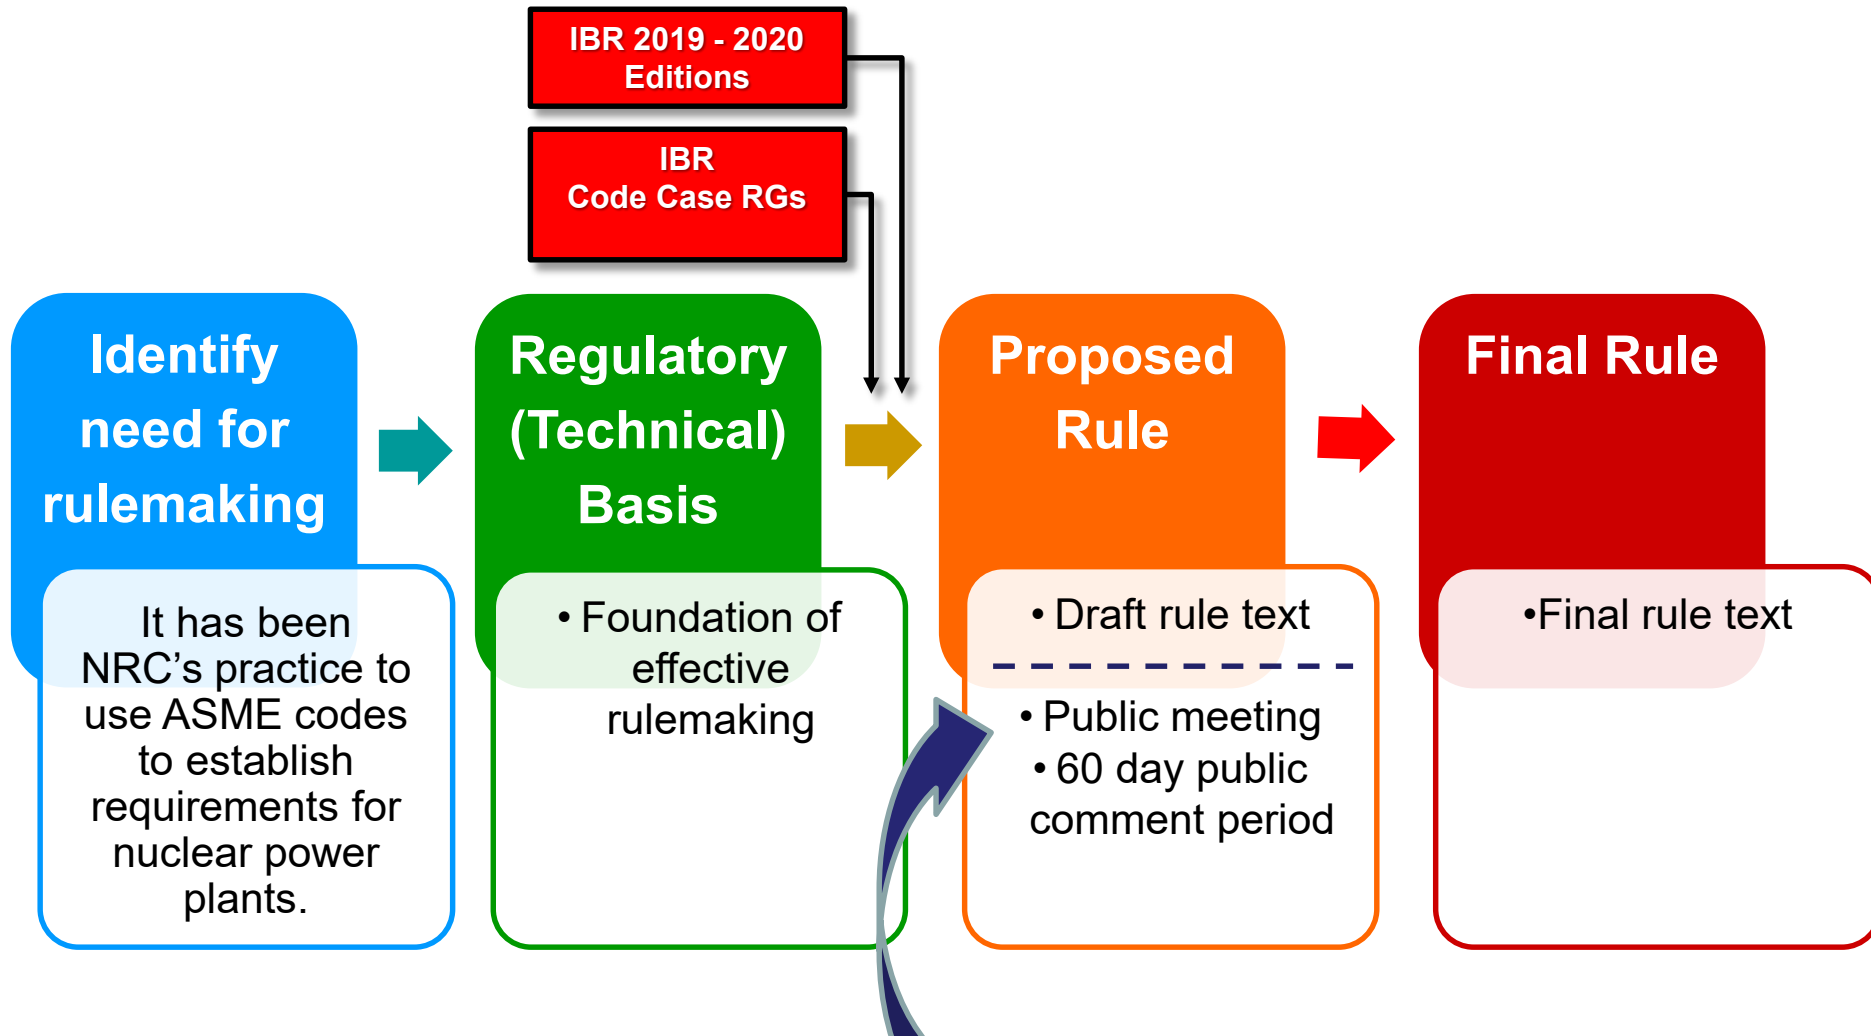 IBR 2019 - 2020
Editions
IBR
Code Case RGs
Identify
need for
rulemaking
It has been
NRC’s practice to
use ASME codes
to establish
requirements for
nuclear power
plants.
Regulatory
(Technical)
Basis
• Foundation of
effective
rulemaking
Proposed
Rule
• Draft rule text
• Public meeting
• 60 day public
comment period
Final Rule
•Final rule text